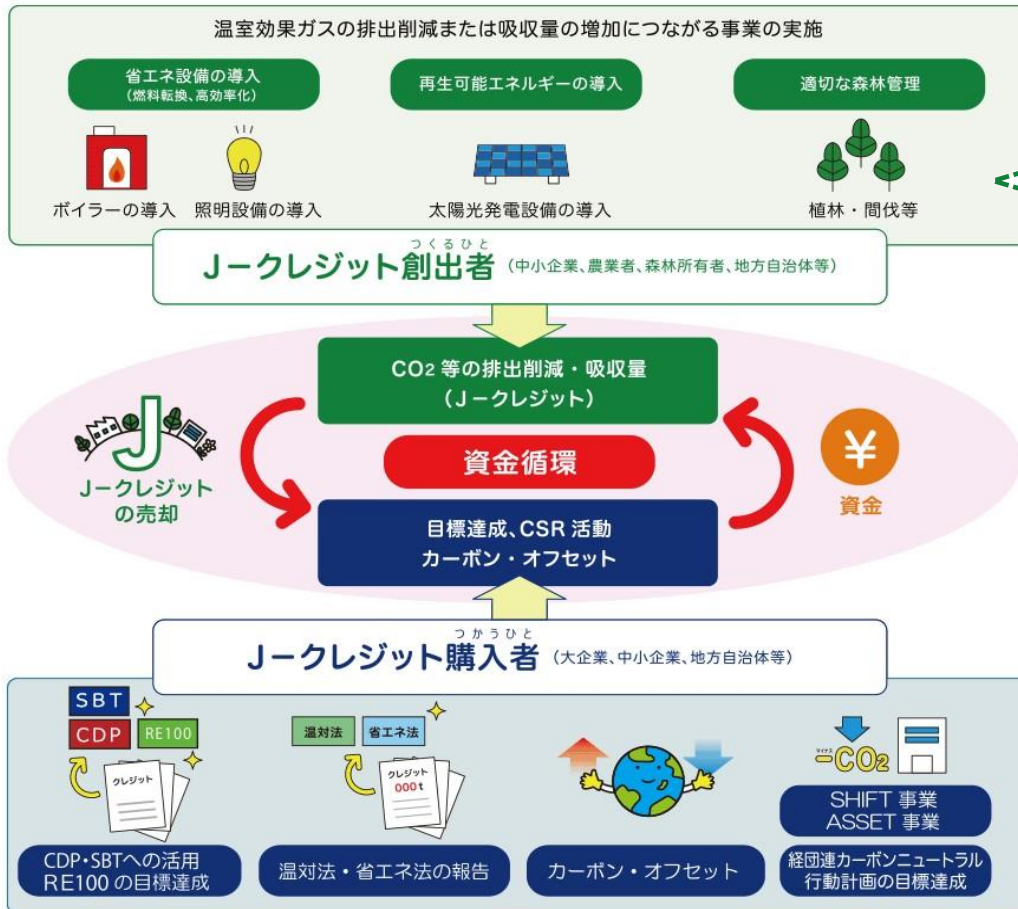 温室効果ガスの排出削減または吸収量の増加につながる事業の実施
省エネ設備の導入
(燃料転換、高効率化)
再生可能エネルギーの導入
適切な森林管理
ボイラーの導入
照明設備の導入
太陽光発電設備の導入
植林・間伐等
つくるひと
Jークレジット創出者 (中小企業、農業者、森林所有者、地方自治体等)
CO2 等の排出削減・吸収量
(Jークレジット)
J
Jークレジット
の売却
資金循環
¥
資金
目標達成、CSR 活動
カーボン・オフセット
つかうひと
Jークレジット購入者 (大企業、中小企業、地方自治体等)
SBT
CDP
RE100
クレジット
CDP・SBTへの活用
RE100 の目標達成
温対法
省エネ法
クレジット
000t
温対法・省エネ法の報告
カーボン・オフセット
マイナス
-CO2
SHIFT 事業
ASSET 事業
経団連カーボンニュートラル
行動計画の目標達成